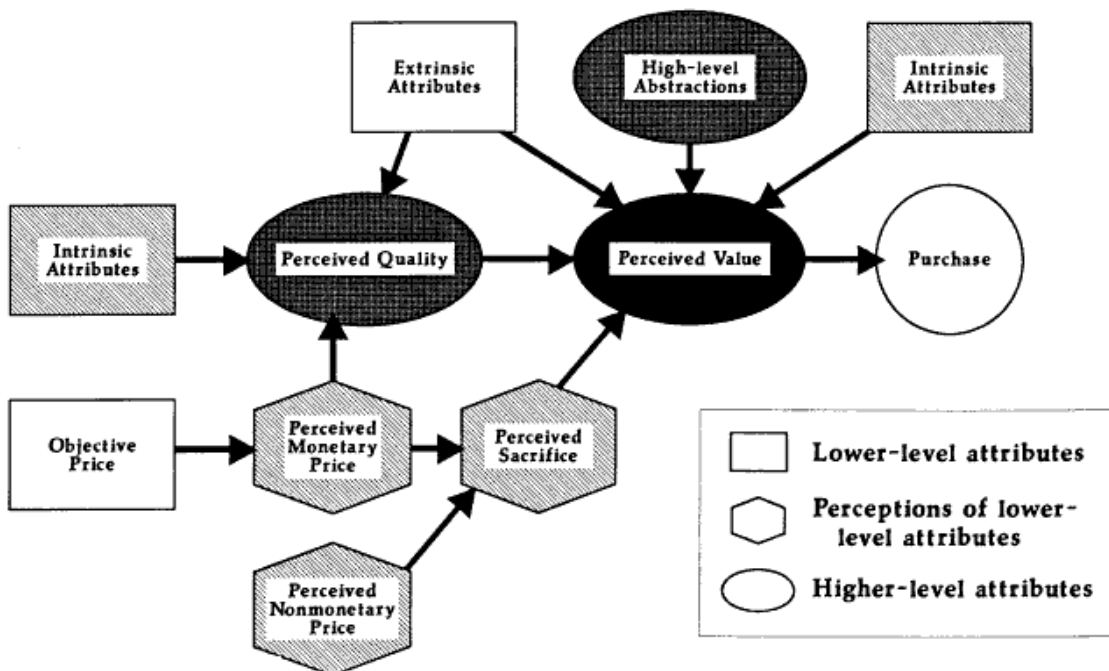 Extrinsic
Attributes
High-level
Abstractions
Intrinsic
Attributes
Intrinsic
Attributes
Perceived Quality
Perceived Value
Purchase
Objective
Price
Perceived
Monetary
Price
Perceived
Sacrifice
Perceived
Nonmonetary
Price
Lower-level attributes
Perceptions of lower-
level attributes
Higher-level attributes